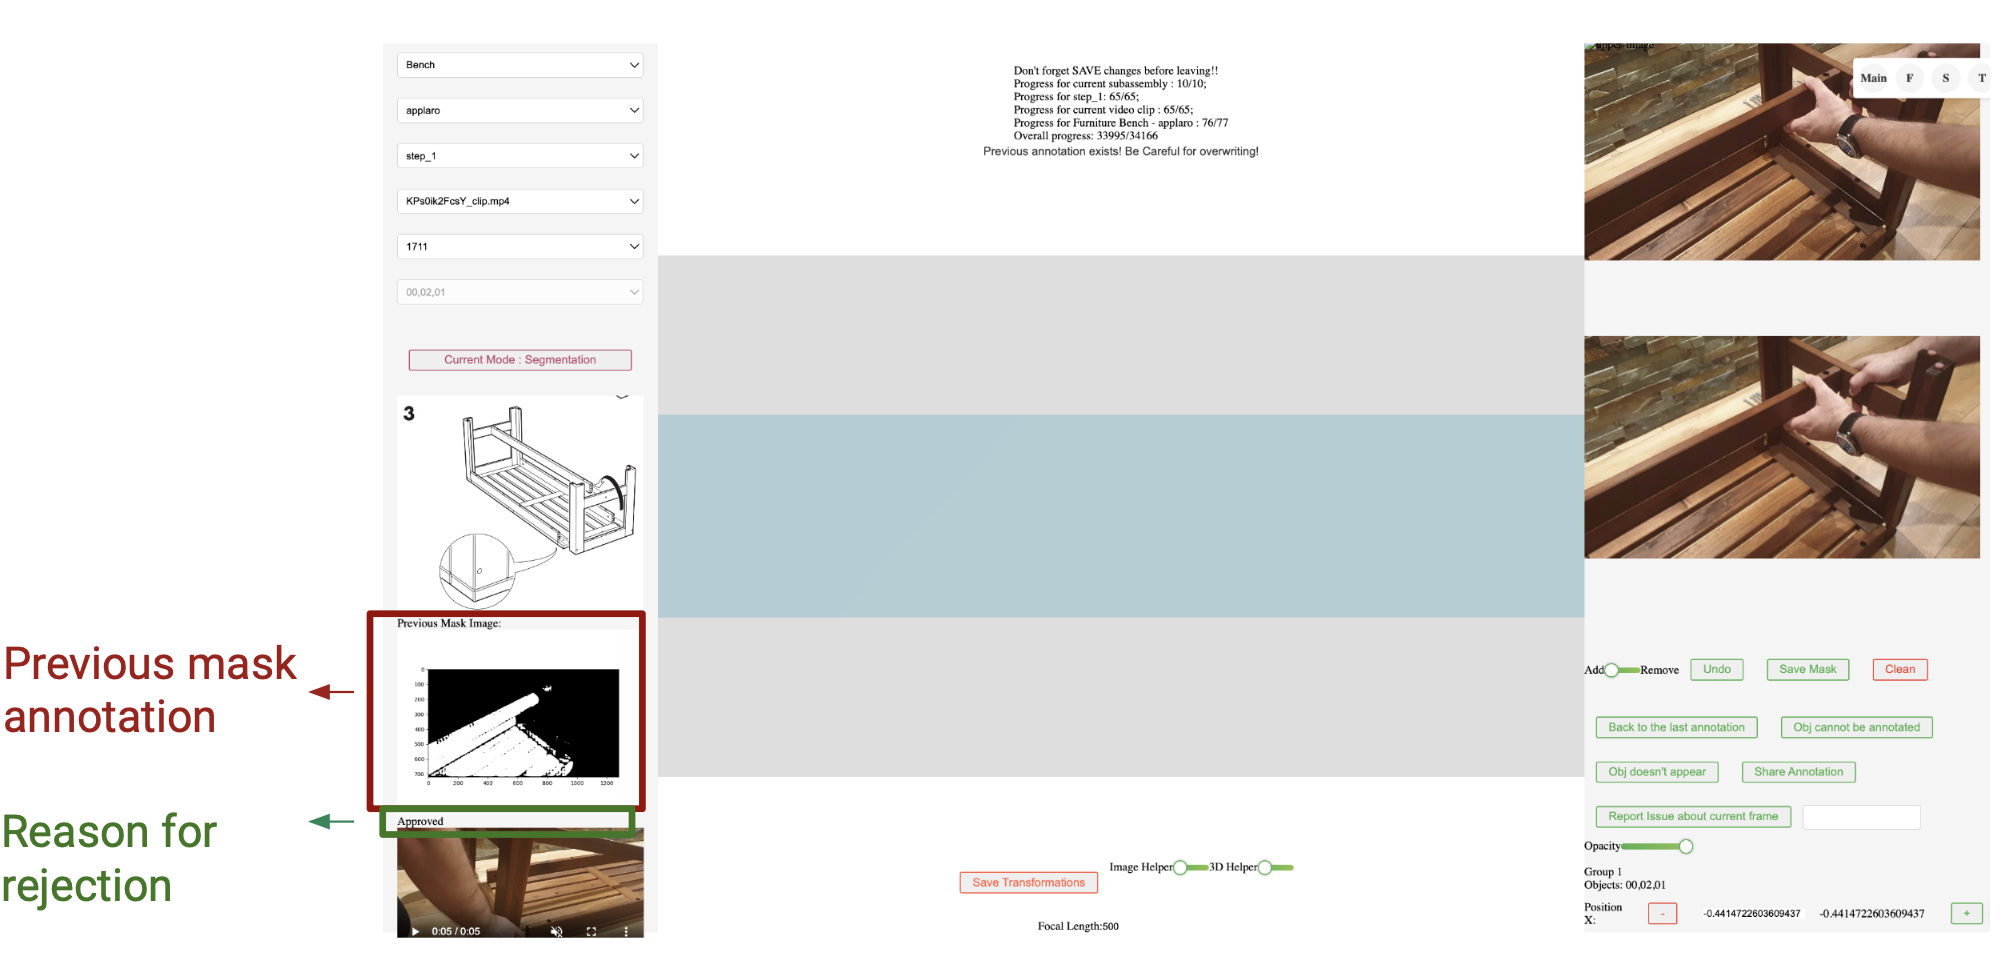 Bench
applaro
step_1
KPs0ik2FcsY_clip.mp4
1711
00,02,01
Current Mode : Segmentation
3
Previous Mask Image:
0
100
200
300
400
500
600
700
0 200 400 600 800 1000 1200
Approved
0:05 / 0:05
Previous mask
annotation
Reason for
rejection
Don't forget SAVE changes before leaving!!
Progress for current subassembly : 10/10;
Progress for step_1: 65/65;
Progress for current video clip : 65/65;
Progress for Furniture Bench - applaro : 76/77
Overall progress: 33995/34166
Previous annotation exists! Be Careful for overwriting!
Save Transformations
Image Helper 3D Helper
Focal Length:500
upper-image
Main F S T
Add Remove Undo Save Mask Clean
Back to the last annotation Obj cannot be annotated
Obj doesn't appear Share Annotation
Report Issue about current frame
Opacity
Group 1
Objects: 00,02,01
Position
X: - -0.4414722603609437 -0.4414722603609437 +